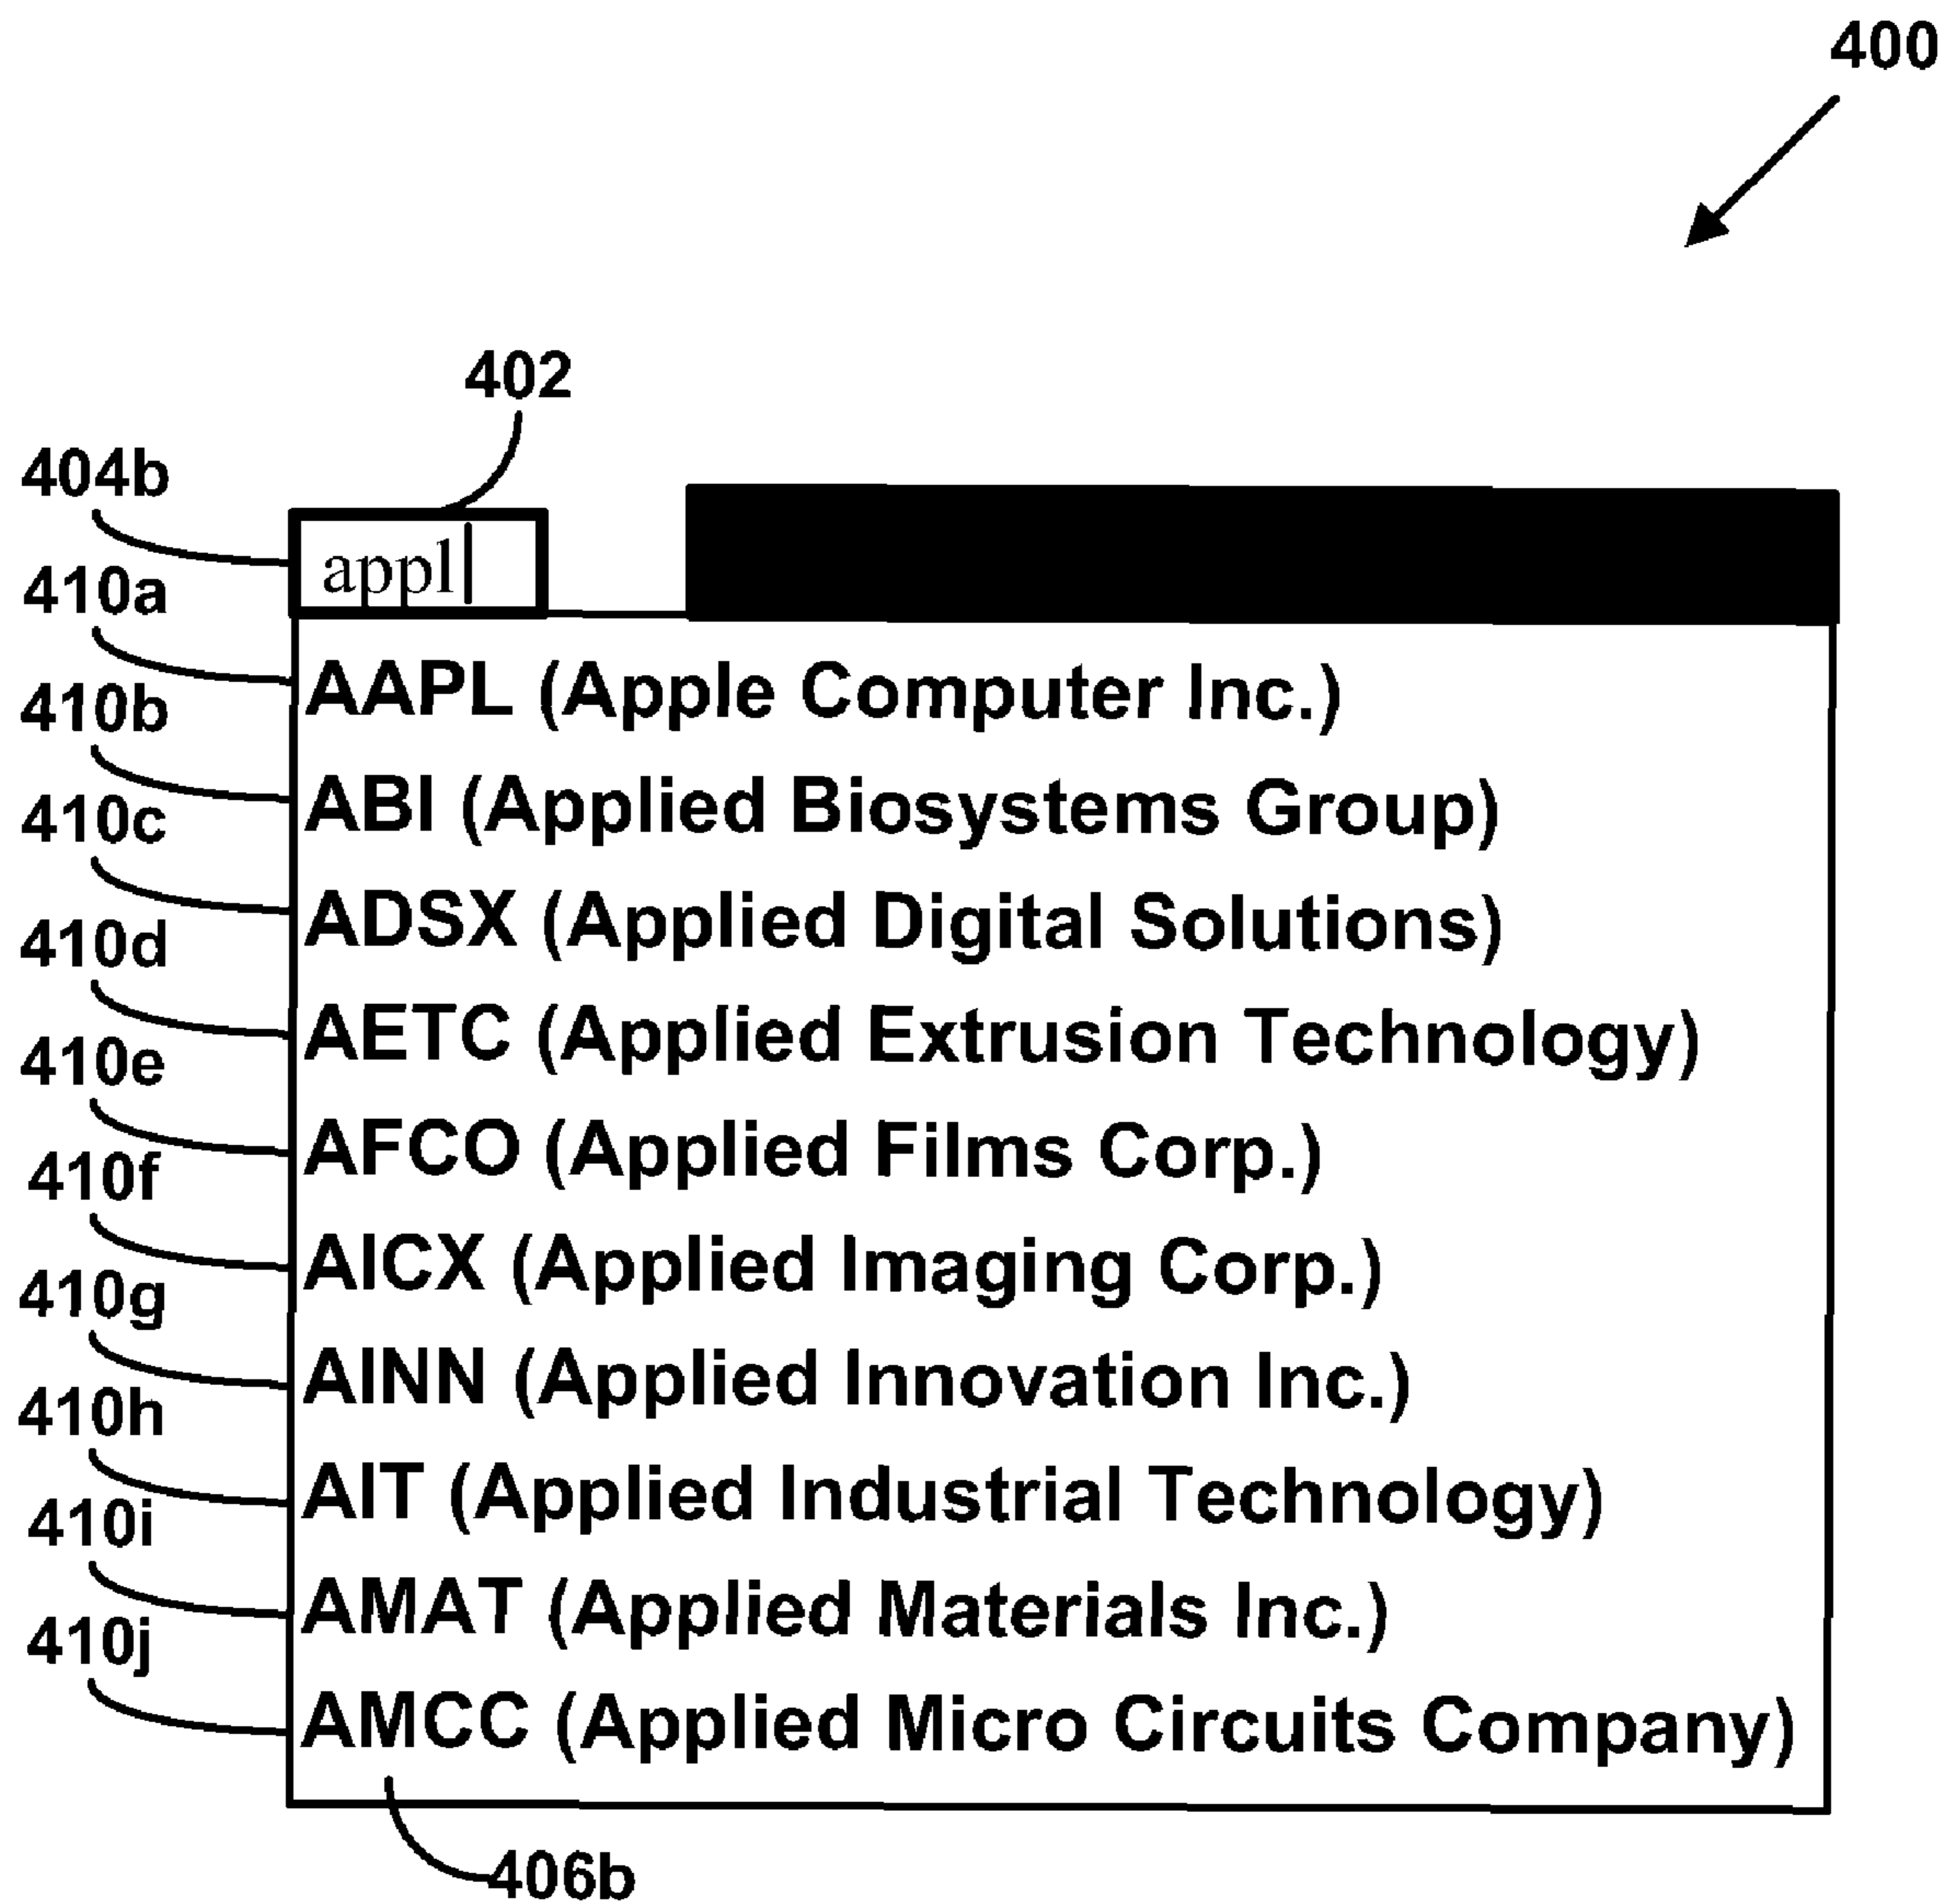 400
402
404b
appl
410a
AAPL (Apple Computer Inc.)
410b
ABI (Applied Biosystems Group)
410c
ADSX (Applied Digital Solutions)
410d
AETC (Applied Extrusion Technology)
410e
AFCO (Applied Films Corp.)
410f
AICX (Applied Imaging Corp.)
410g
AINN (Applied Innovation Inc.)
410h
AIT (Applied Industrial Technology)
410i
AMAT (Applied Materials Inc.)
410j
AMCC (Applied Micro Circuits Company)
406b